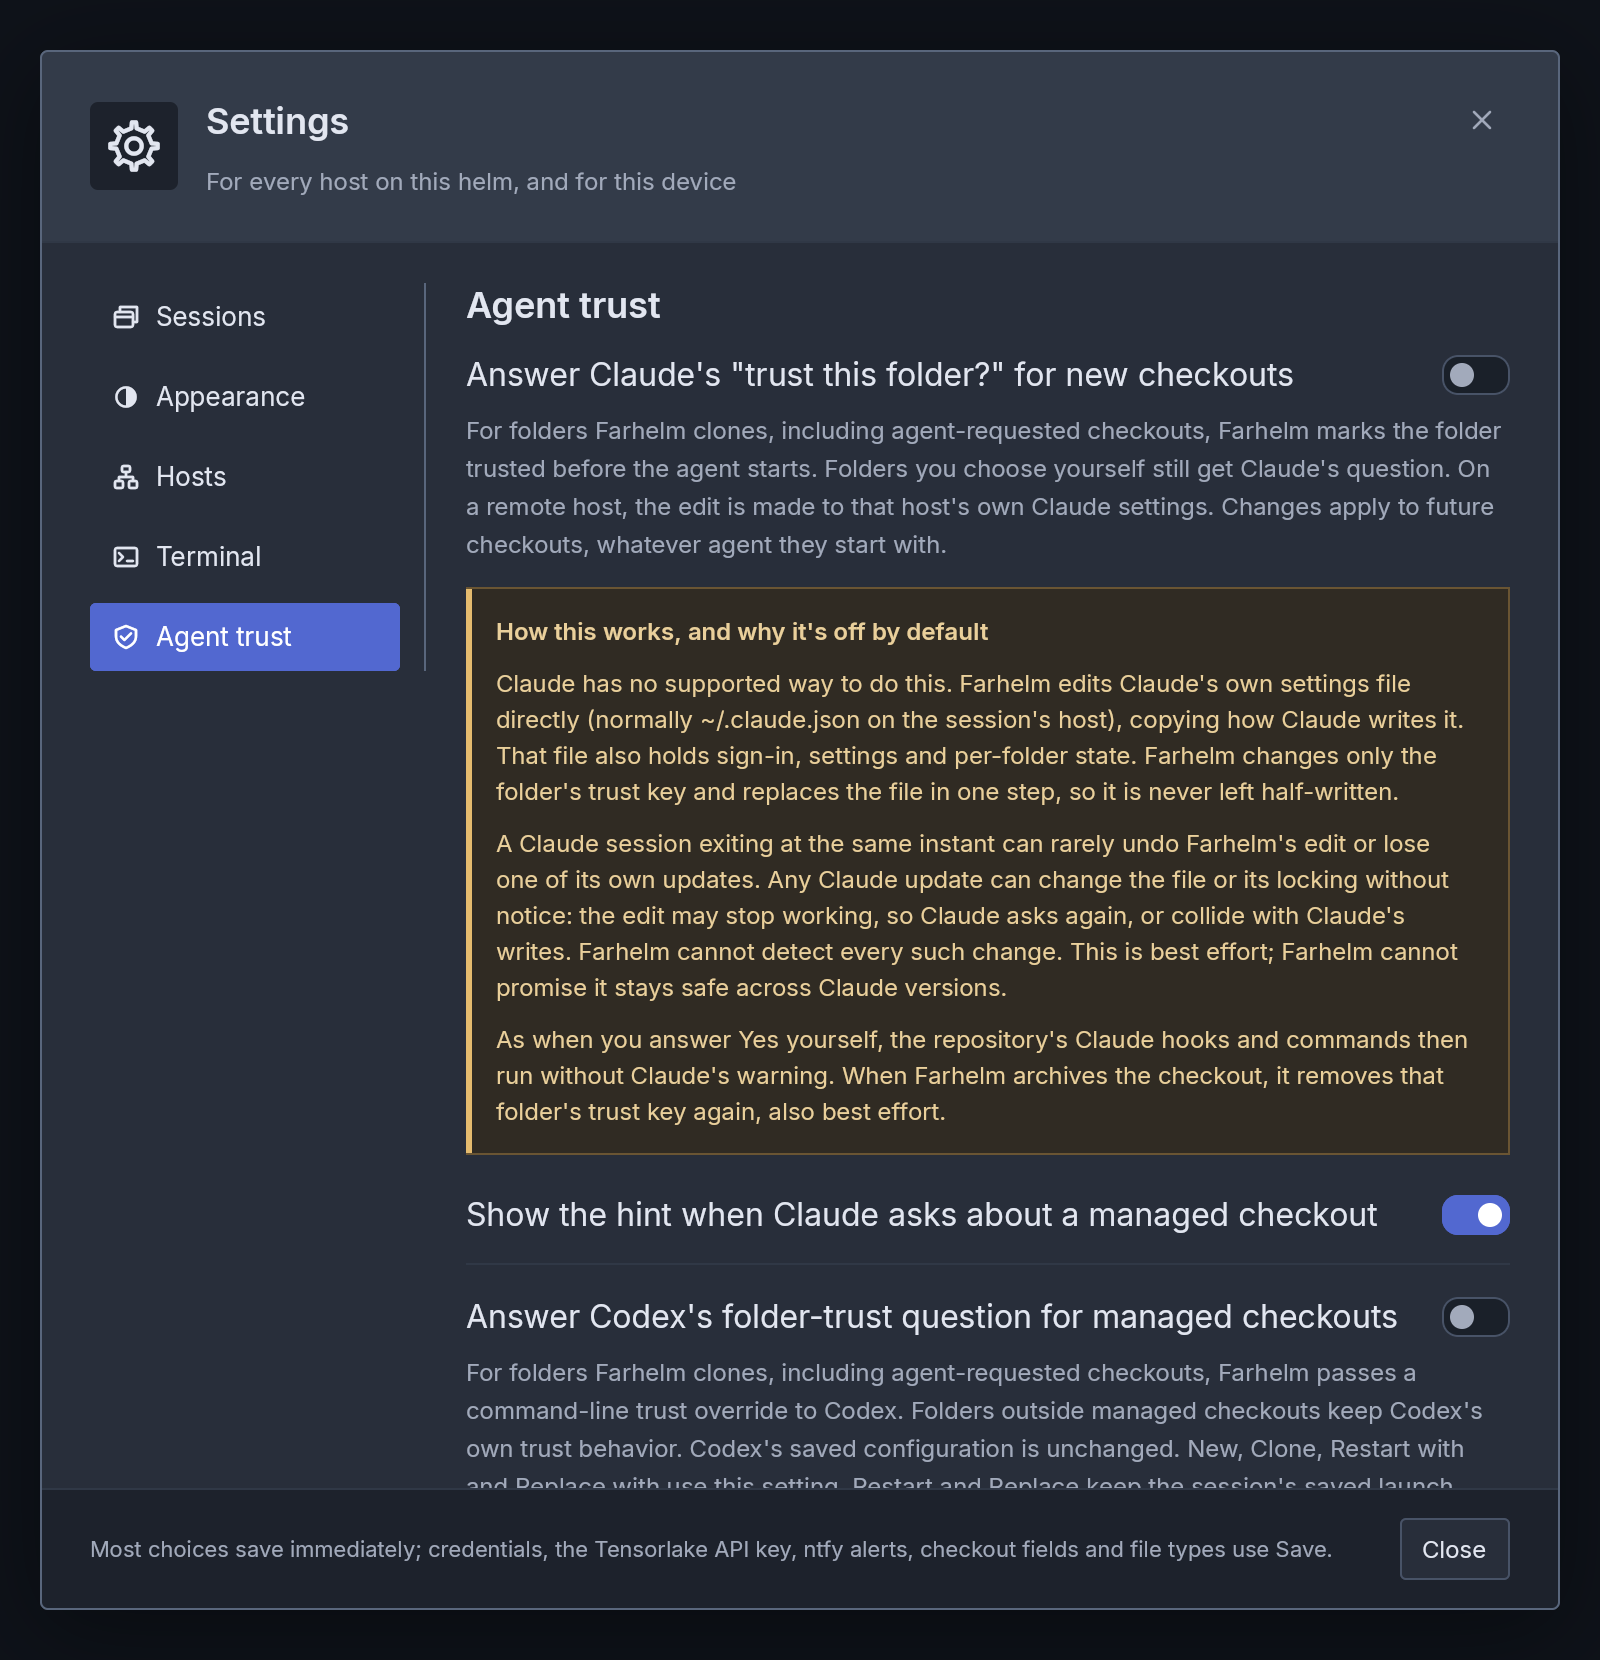 Settings
For every host on this helm, and for this device
Sessions
Appearance
Hosts
Terminal
Agent trust
Agent trust
Answer Claude's "trust this folder?" for new checkouts
For folders Farhelm clones, including agent-requested checkouts, Farhelm marks the folder
trusted before the agent starts. Folders you choose yourself still get Claude's question. On
a remote host, the edit is made to that host's own Claude settings. Changes apply to future
checkouts, whatever agent they start with.
How this works, and why it's off by default
Claude has no supported way to do this. Farhelm edits Claude's own settings file
directly (normally ~/.claude.json on the session's host), copying how Claude writes it.
That file also holds sign-in, settings and per-folder state. Farhelm changes only the
folder's trust key and replaces the file in one step, so it is never left half-written.
A Claude session exiting at the same instant can rarely undo Farhelm's edit or lose
one of its own updates. Any Claude update can change the file or its locking without
notice: the edit may stop working, so Claude asks again, or collide with Claude's
writes. Farhelm cannot detect every such change. This is best effort; Farhelm cannot
promise it stays safe across Claude versions.
As when you answer Yes yourself, the repository's Claude hooks and commands then
run without Claude's warning. When Farhelm archives the checkout, it removes that
folder's trust key again, also best effort.
Show the hint when Claude asks about a managed checkout
Answer Codex's folder-trust question for managed checkouts
For folders Farhelm clones, including agent-requested checkouts, Farhelm passes a
command-line trust override to Codex. Folders outside managed checkouts keep Codex's
own trust behavior. Codex's saved configuration is unchanged. New, Clone, Restart with
and Replace with use this setting. Restart and Replace keep the session's saved launch
Most choices save immediately; credentials, the Tensorlake API key, ntfy alerts, checkout fields and file types use Save.
Close